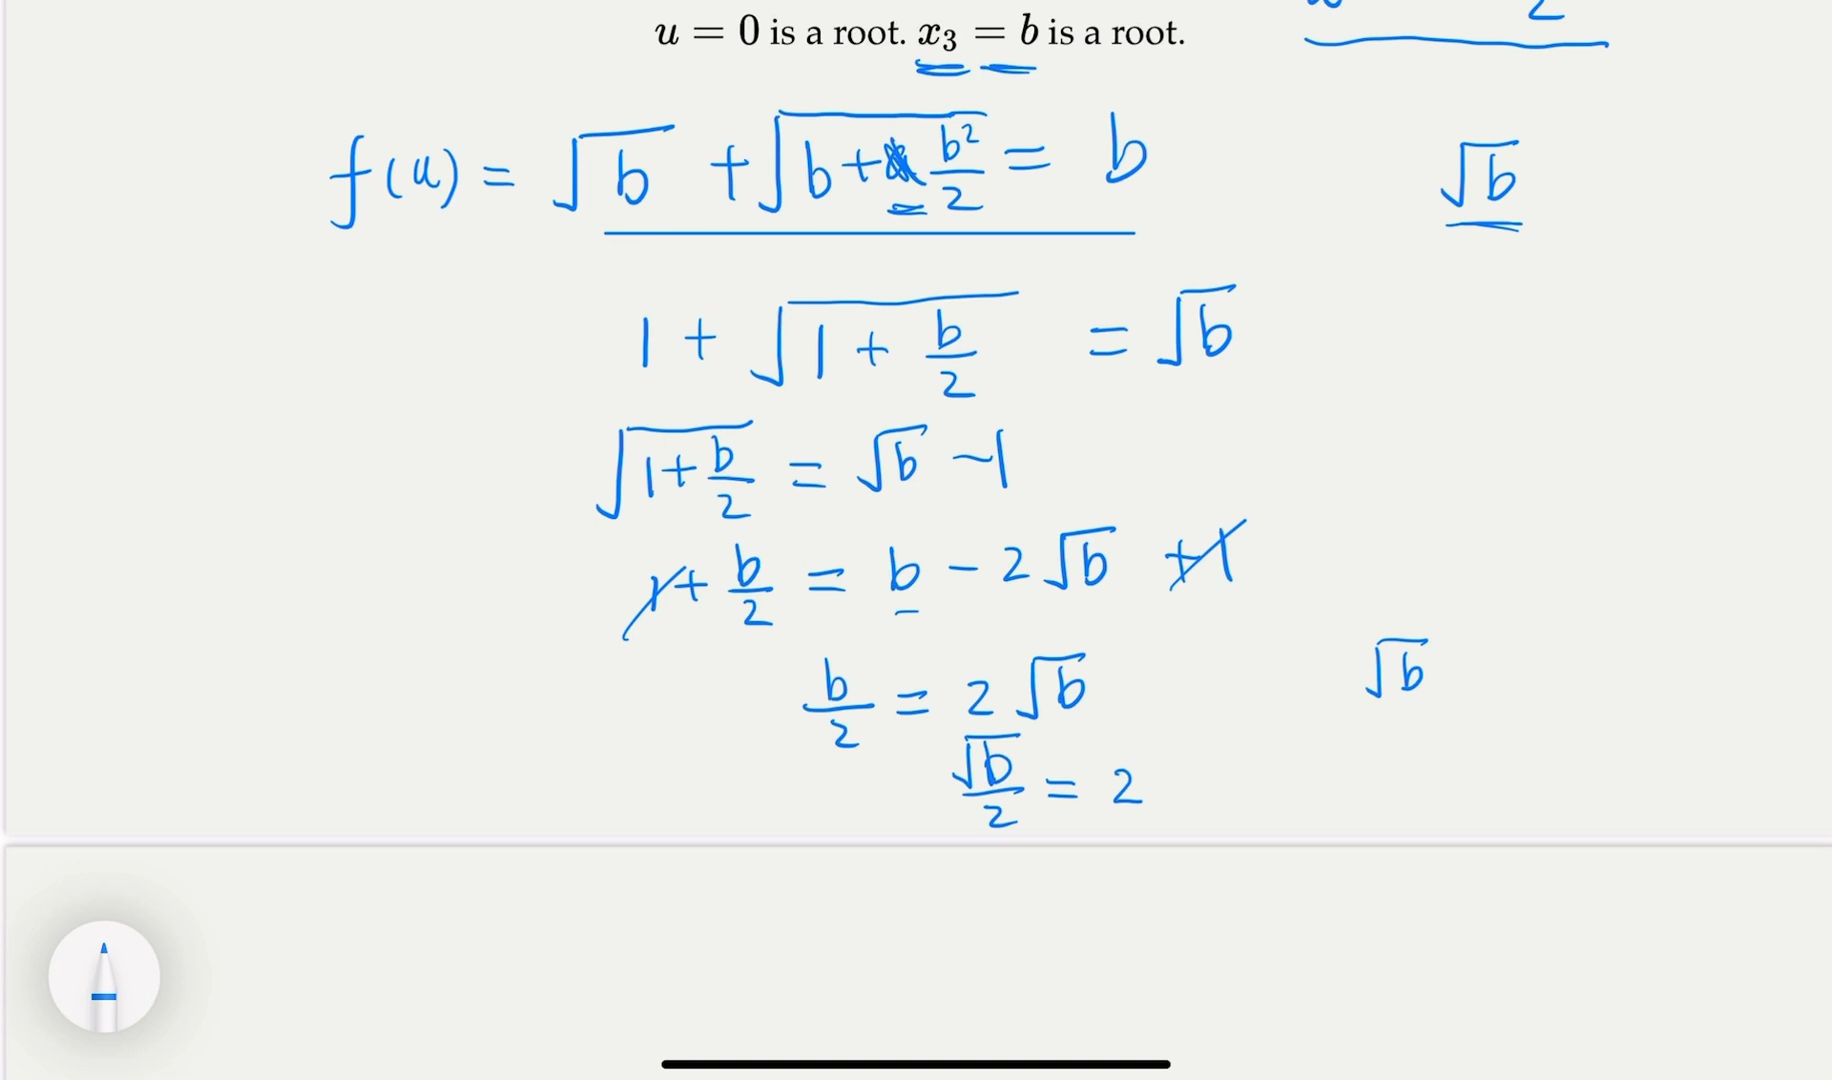 u = 0 is a root. x₃ = b is a root.
2
f(u) = √b + √(b + b²/2) = b
√b
1 + √(1 + b/2) = √b
√(1 + b/2) = √b - 1
1 + b/2 = b - 2√b + 1
b/2 = 2√b
√b
√b/2 = 2